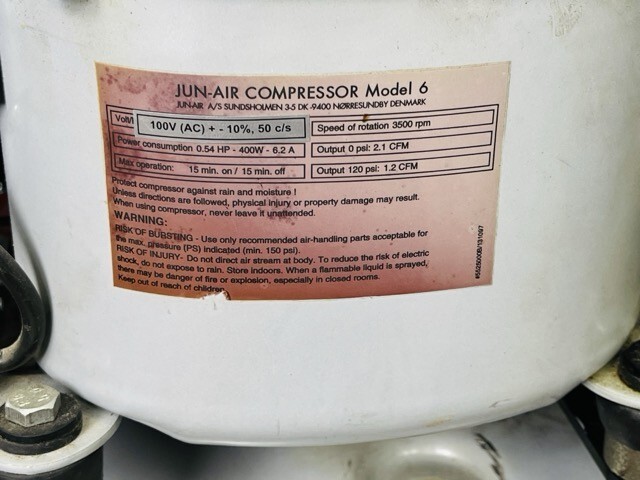 JUN-AIR COMPRESSOR Model 6
JUN-AIR A/S SUNDSHOLMEN 3-5 DK -9400 NØRRESUNDBY DENMARK
Volt/ 100V (AC) + - 10%, 50 c/s
Speed of rotation 3500 rpm
Power consumption 0.54 HP - 400W - 6.2 A
Output 0 psi: 2.1 CFM
Max operation: 15 min. on / 15 min. off
Output 120 psi: 1.2 CFM
Protect compressor against rain and moisture !
Unless directions are followed, physical injury or property damage may result.
When using compressor, never leave it unattended.
WARNING:
RISK OF BURSTING - Use only recommended air-handling parts acceptable for
the max. pressure (PS) indicated (min. 150 psi).
RISK OF INJURY- Do not direct air stream at body. To reduce the risk of electric
shock, do not expose to rain. Store indoors. When a flammable liquid is sprayed,
there may be danger of fire or explosion, especially in closed rooms.
Keep out of reach of children.